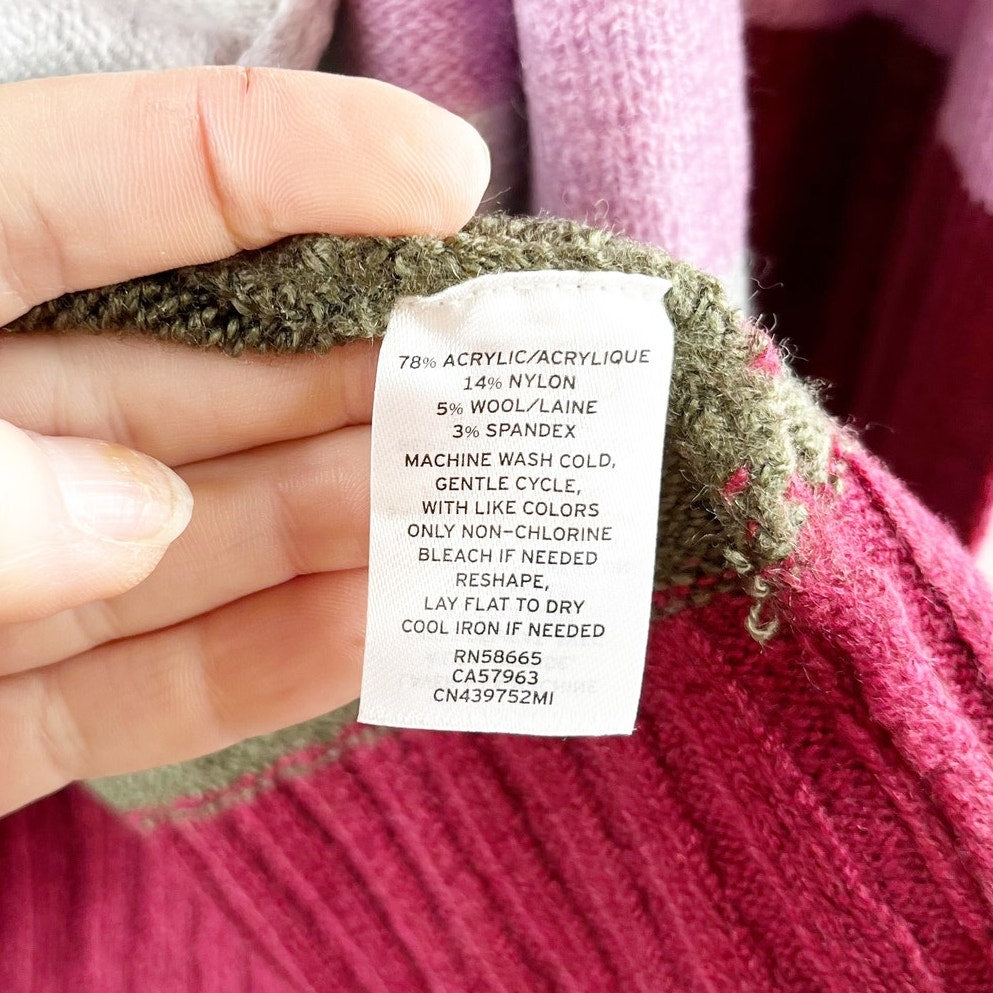 78% ACRYLIC/ACRYLIQUE
14% NYLON
5% WOOL/LAINE
3% SPANDEX
MACHINE WASH COLD,
GENTLE CYCLE,
WITH LIKE COLORS
ONLY NON-CHLORINE
BLEACH IF NEEDED
RESHAPE,
LAY FLAT TO DRY
COOL IRON IF NEEDED
RN58665
CA57963
CN439752MI